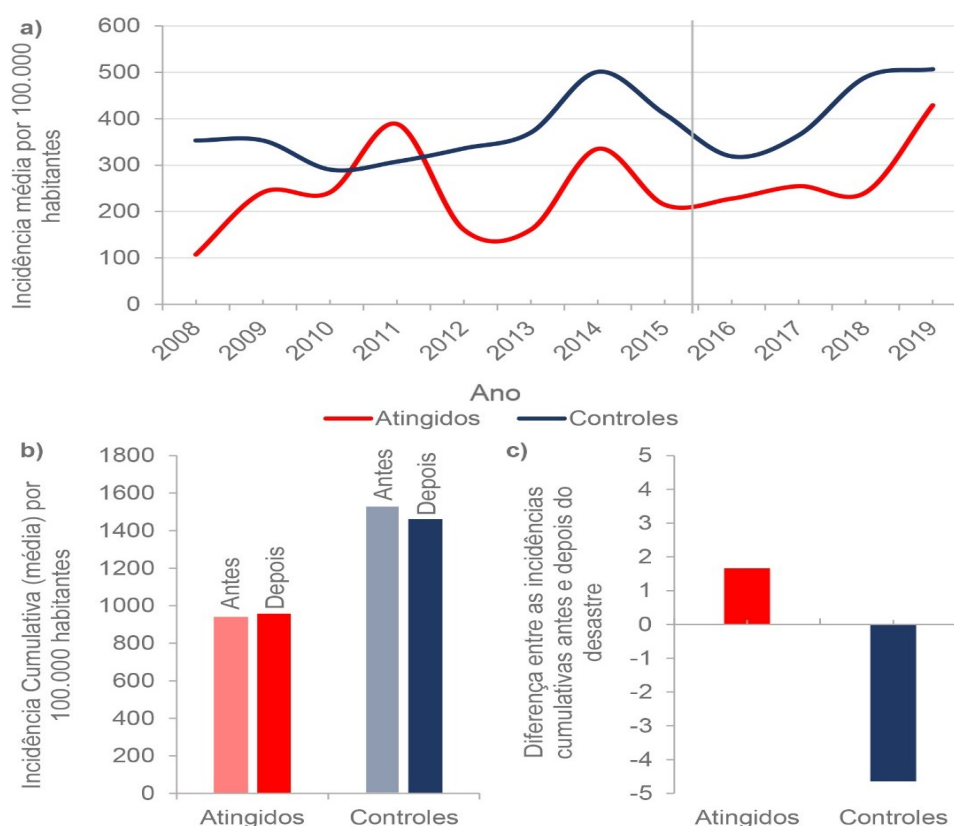 a)
Incidência média por 100.000
habitantes
600
500
400
300
200
100
0
2008
2009
2010
2011
2012
2013
2014
2015
2016
2017
2018
2019
Ano
Atingidos
Controles
b)
Incidência Cumulativa (média) por
100.000 habitantes
1800
1600
1400
1200
1000
800
600
400
200
0
Antes
Depois
Antes
Depois
Atingidos
Controles
c)
Diferença entre as incidências
cumulativas antes e depois do
desastre
5
4
3
2
1
0
-1
-2
-3
-4
-5
Atingidos
Controles